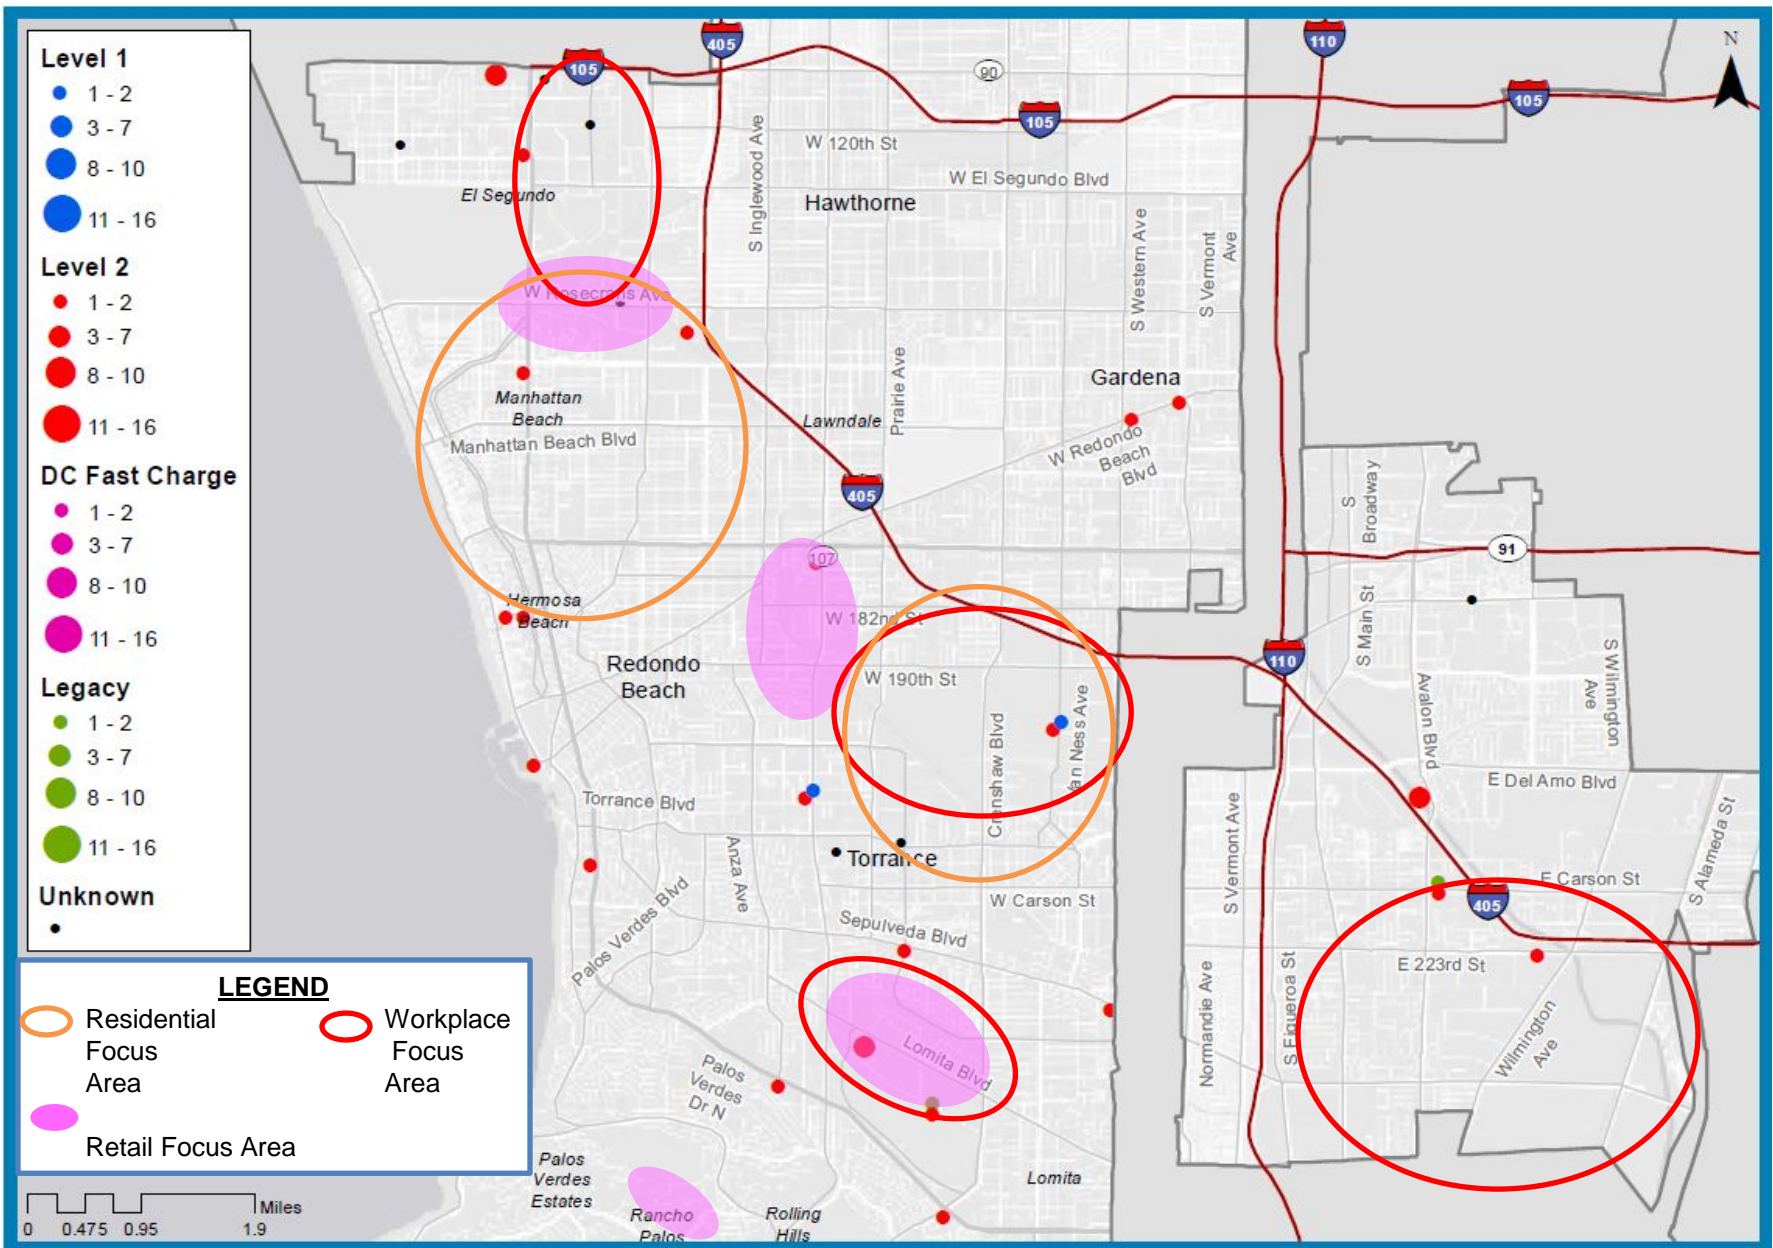 Level 1
1 - 2
3 - 7
8 - 10
11 - 16
Level 2
1 - 2
3 - 7
8 - 10
11 - 16
DC Fast Charge
1 - 2
3 - 7
8 - 10
11 - 16
Legacy
1 - 2
3 - 7
8 - 10
11 - 16
Unknown
LEGEND
Residential
Focus
Area
Workplace
Focus
Area
Retail Focus Area
Miles
0 0.475 0.95 1.9
N
405
110
105
90
105
105
W 120th St
W El Segundo Blvd
El Segundo
Hawthorne
S Inglewood Ave
S Western Ave
S Vermont
Ave
W Rosecrans Ave
Prairie Ave
Gardena
Manhattan
Beach
Manhattan Beach Blvd
Lawndale
W Redondo
Beach
Blvd
405
S
Broadway
107
91
Hermosa
Beach
W 182nd St
S Main St
Redondo
Beach
W 190th St
110
S Wilmington
Ave
Avalon Blvd
Crenshaw Blvd
Van Ness Ave
E Del Amo Blvd
Torrance Blvd
S Vermont Ave
S Alameda St
Anza Ave
Torrance
E Carson St
W Carson St
405
Palos Verdes Blvd
Sepulveda Blvd
E 223rd St
Normandie Ave
S Figueroa St
Wilmington
Ave
Lomita Blvd
Palos
Verdes
Dr N
Palos
Verdes
Estates
Rancho
Palos
Rolling
Hills
Lomita